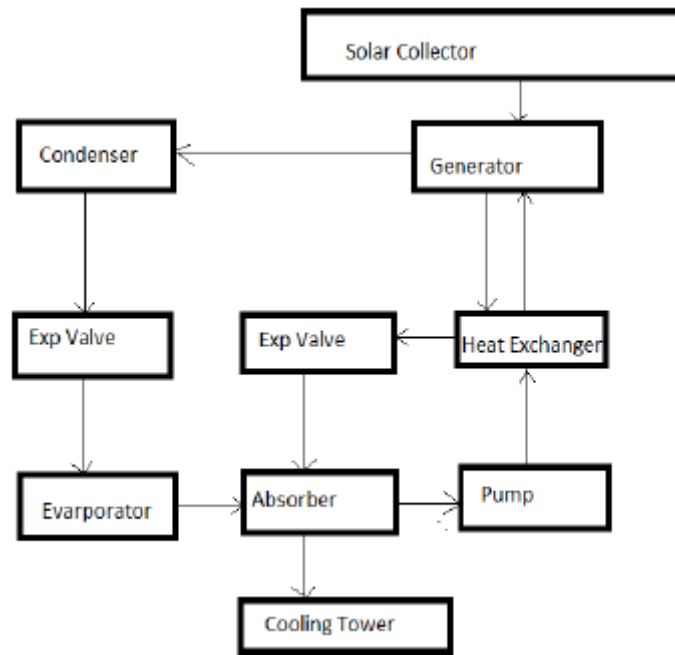 Solar Collector
Condenser
Generator
Exp Valve
Exp Valve
Heat Exchanger
Evarporator
Absorber
Pump
Cooling Tower